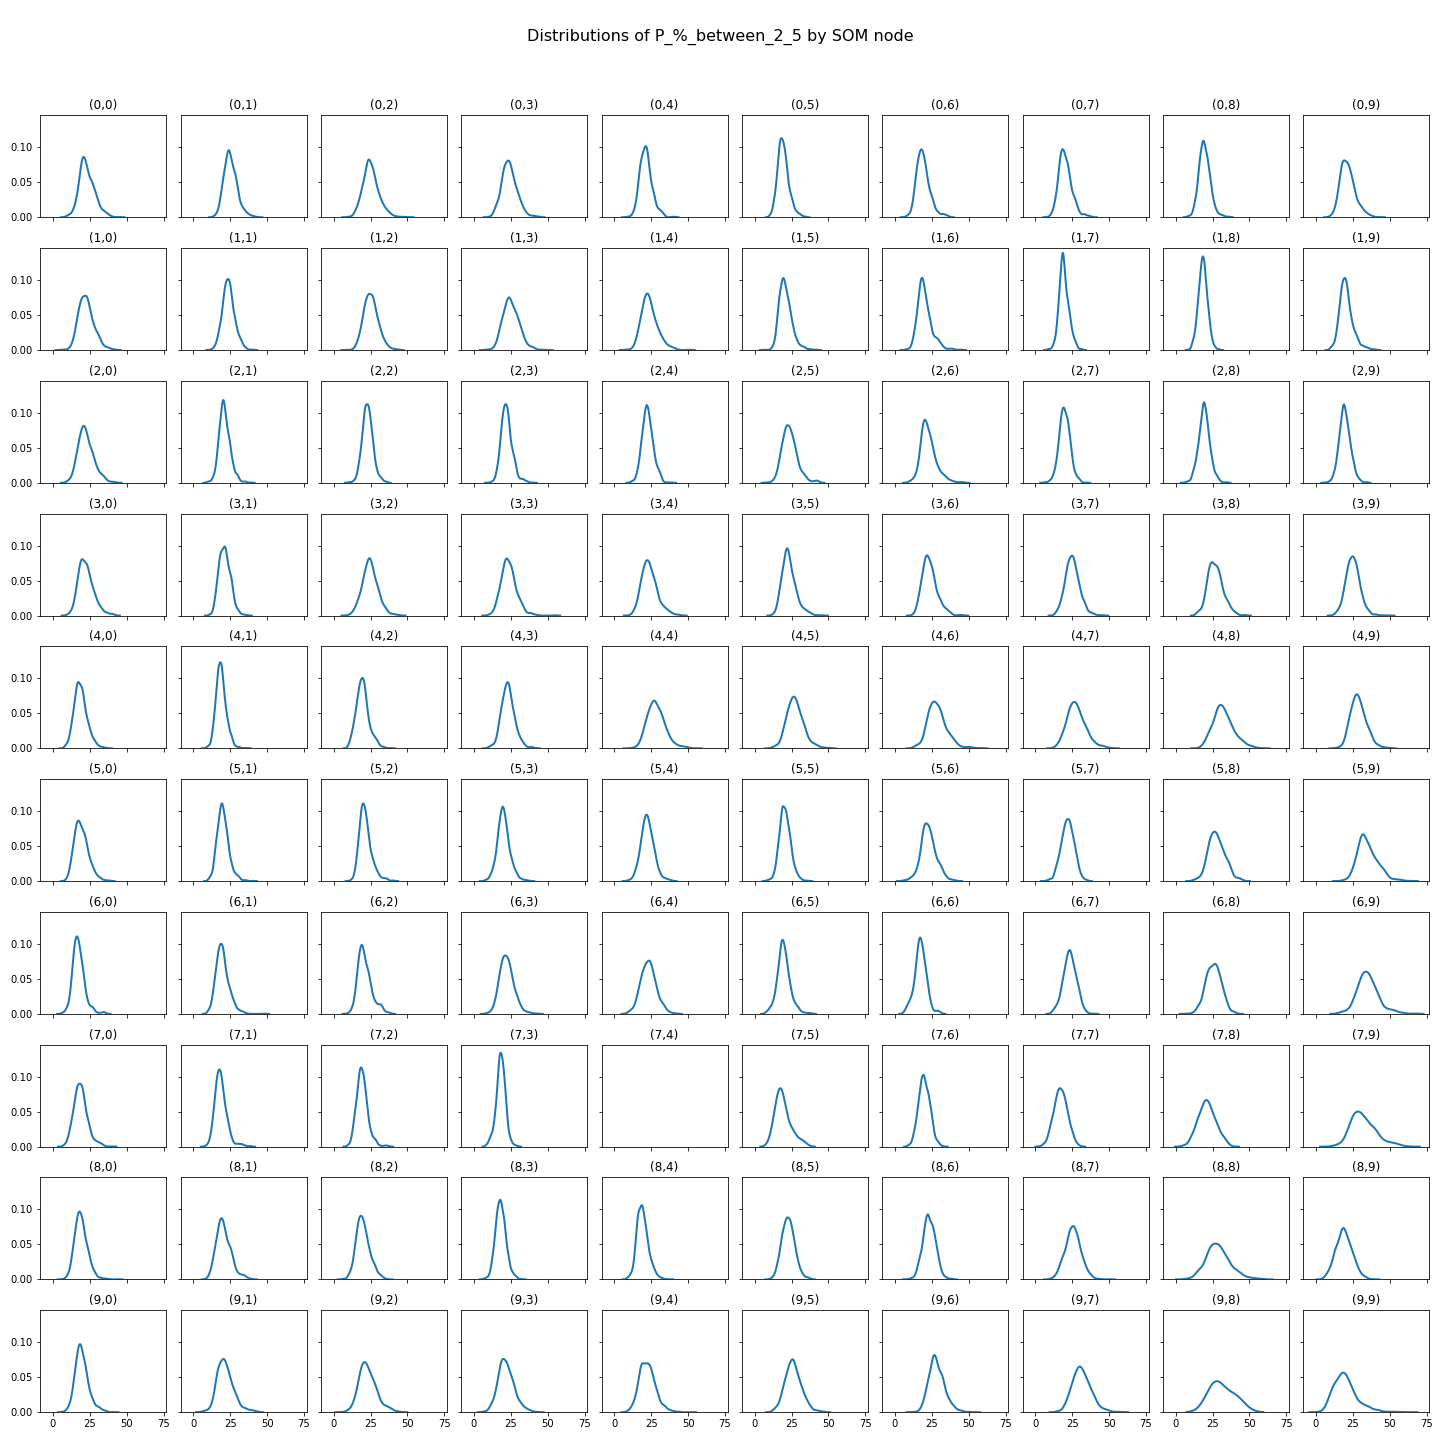 Distributions of P_%_between_2_5 by SOM node
(0,0) (0,1) (0,2) (0,3) (0,4) (0,5) (0,6) (0,7) (0,8) (0,9)
0.10
0.05
0.00
(1,0) (1,1) (1,2) (1,3) (1,4) (1,5) (1,6) (1,7) (1,8) (1,9)
0.10
0.05
0.00
(2,0) (2,1) (2,2) (2,3) (2,4) (2,5) (2,6) (2,7) (2,8) (2,9)
0.10
0.05
0.00
(3,0) (3,1) (3,2) (3,3) (3,4) (3,5) (3,6) (3,7) (3,8) (3,9)
0.10
0.05
0.00
(4,0) (4,1) (4,2) (4,3) (4,4) (4,5) (4,6) (4,7) (4,8) (4,9)
0.10
0.05
0.00
(5,0) (5,1) (5,2) (5,3) (5,4) (5,5) (5,6) (5,7) (5,8) (5,9)
0.10
0.05
0.00
(6,0) (6,1) (6,2) (6,3) (6,4) (6,5) (6,6) (6,7) (6,8) (6,9)
0.10
0.05
0.00
(7,0) (7,1) (7,2) (7,3) (7,4) (7,5) (7,6) (7,7) (7,8) (7,9)
0.10
0.05
0.00
(8,0) (8,1) (8,2) (8,3) (8,4) (8,5) (8,6) (8,7) (8,8) (8,9)
0.10
0.05
0.00
(9,0) (9,1) (9,2) (9,3) (9,4) (9,5) (9,6) (9,7) (9,8) (9,9)
0.10
0.05
0.00
0 25 50 75 0 25 50 75 0 25 50 75 0 25 50 75 0 25 50 75 0 25 50 75 0 25 50 75 0 25 50 75 0 25 50 75 0 25 50 75